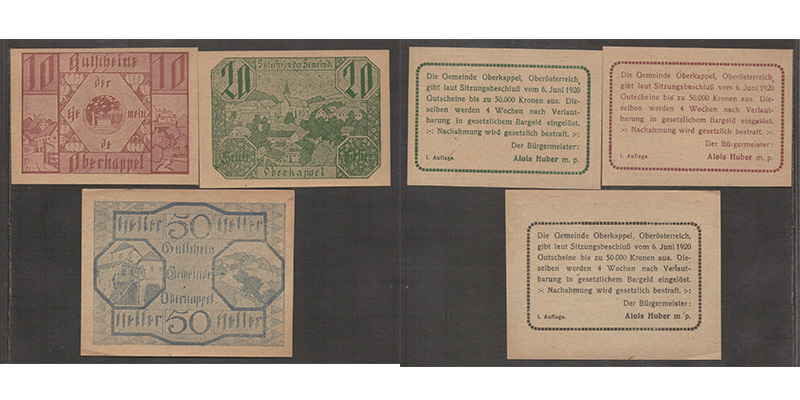 10 Gutscheine 10
der
Ge mein
de
Oberkappel
20 Gutschein der Gemeinde 20
Heller Heller
Oberkappel
Heller 50 Heller
Gutschein
Gemeinde
Oberkappel
Heller 50 Heller
Die Gemeinde Oberkappel, Oberösterreich,
gibt laut Sitzungsbeschluß vom 6. Juni 1920
Gutscheine bis zu 50.000 Kronen aus. Die-
selben werden 4 Wochen nach Verlaut-
barung in gesetzlichem Bargeld eingelöst.
:-: Nachahmung wird gesetzlich bestraft. :-:
Der Bürgermeister:
1. Auflage. Alois Huber m. p.
Die Gemeinde Oberkappel, Oberösterreich,
gibt laut Sitzungsbeschluß vom 6. Juni 1920
Gutscheine bis zu 50.000 Kronen aus. Die-
selben werden 4 Wochen nach Verlaut-
barung in gesetzlichem Bargeld eingelöst.
:-: Nachahmung wird gesetzlich bestraft. :-:
Der Bürgermeister:
1. Auflage. Alois Huber m. p.
Die Gemeinde Oberkappel, Oberösterreich,
gibt laut Sitzungsbeschluß vom 6. Juni 1920
Gutscheine bis zu 50.000 Kronen aus. Die-
selben werden 4 Wochen nach Verlaut-
barung in gesetzlichem Bargeld eingelöst.
:-: Nachahmung wird gesetzlich bestraft. :-:
Der Bürgermeister:
1. Auflage. Alois Huber m. p.